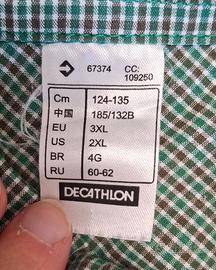 67374 CC:
109250
Cm 124-135
中国 185/132B
EU 3XL
US 2XL
BR 4G
RU 60-62
DECATHLON